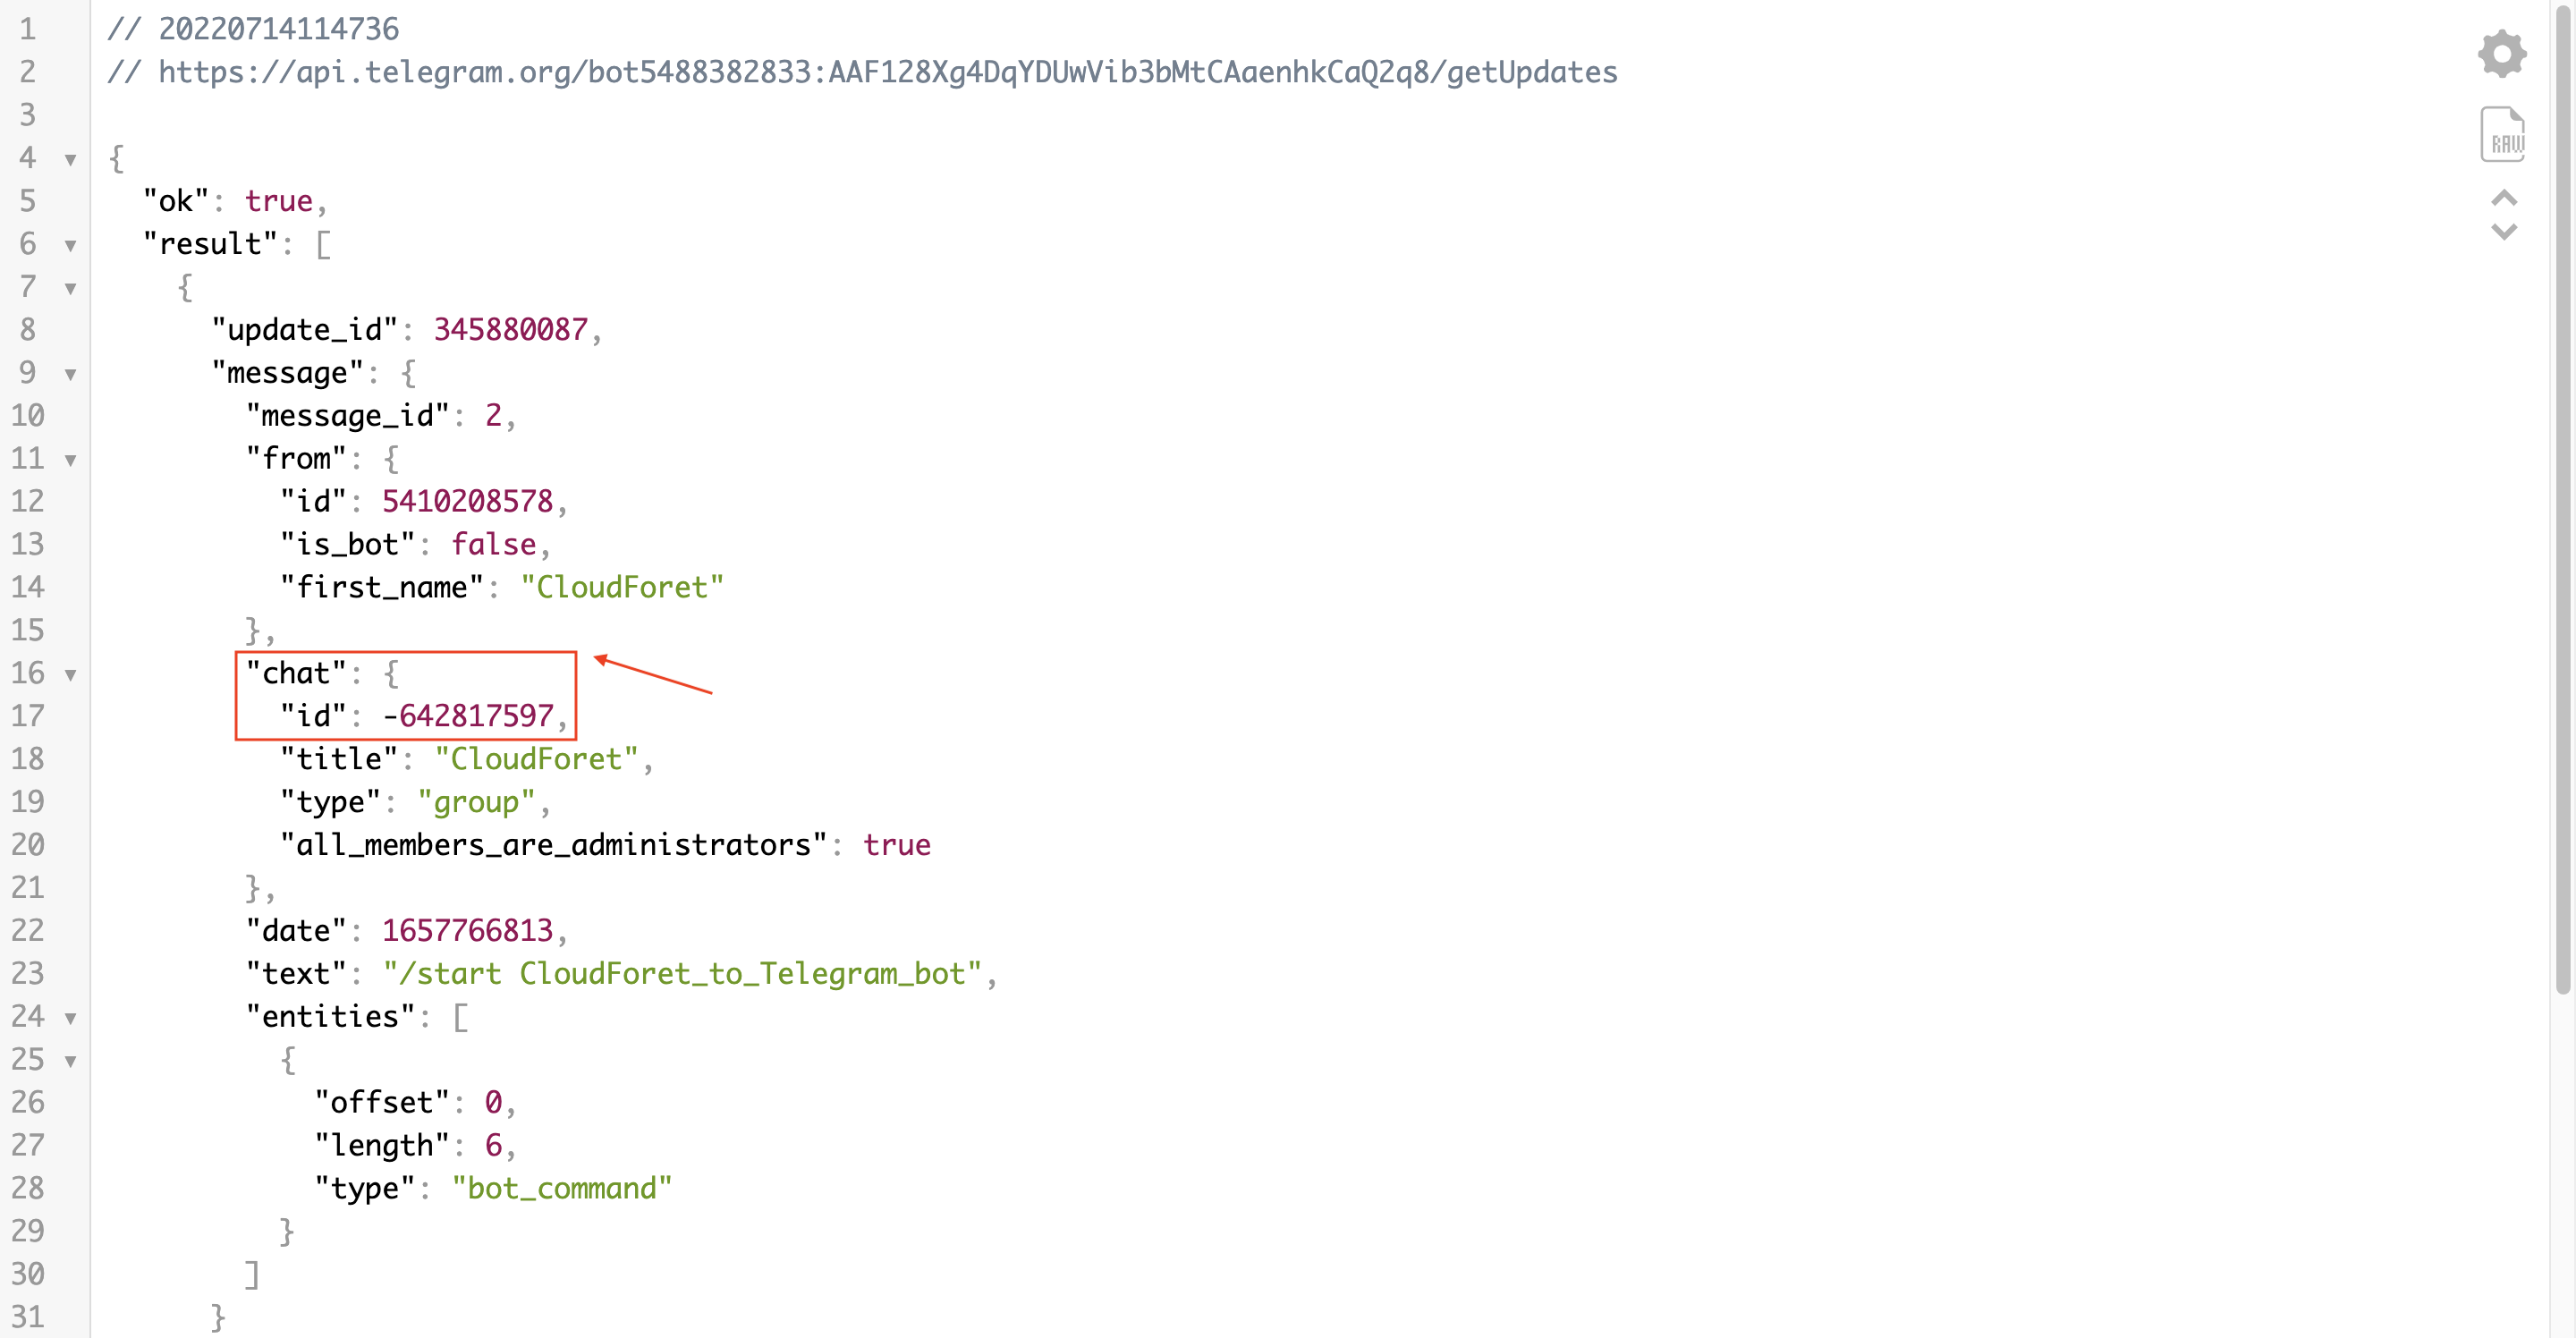 1 // 20220714114736
2 // https://api.telegram.org/bot5488382833:AAF128Xg4DqYDUwVib3bMtCAaenhkCaQ2q8/getUpdates
3
4 ▼ {
5 "ok": true,
6 ▼ "result": [
7 ▼ {
8 "update_id": 345880087,
9 ▼ "message": {
10 "message_id": 2,
11 ▼ "from": {
12 "id": 5410208578,
13 "is_bot": false,
14 "first_name": "CloudForet"
15 },
16 ▼ "chat": {
17 "id": -642817597,
18 "title": "CloudForet",
19 "type": "group",
20 "all_members_are_administrators": true
21 },
22 "date": 1657766813,
23 "text": "/start CloudForet_to_Telegram_bot",
24 ▼ "entities": [
25 ▼ {
26 "offset": 0,
27 "length": 6,
28 "type": "bot_command"
29 }
30 ]
31 }
RAW